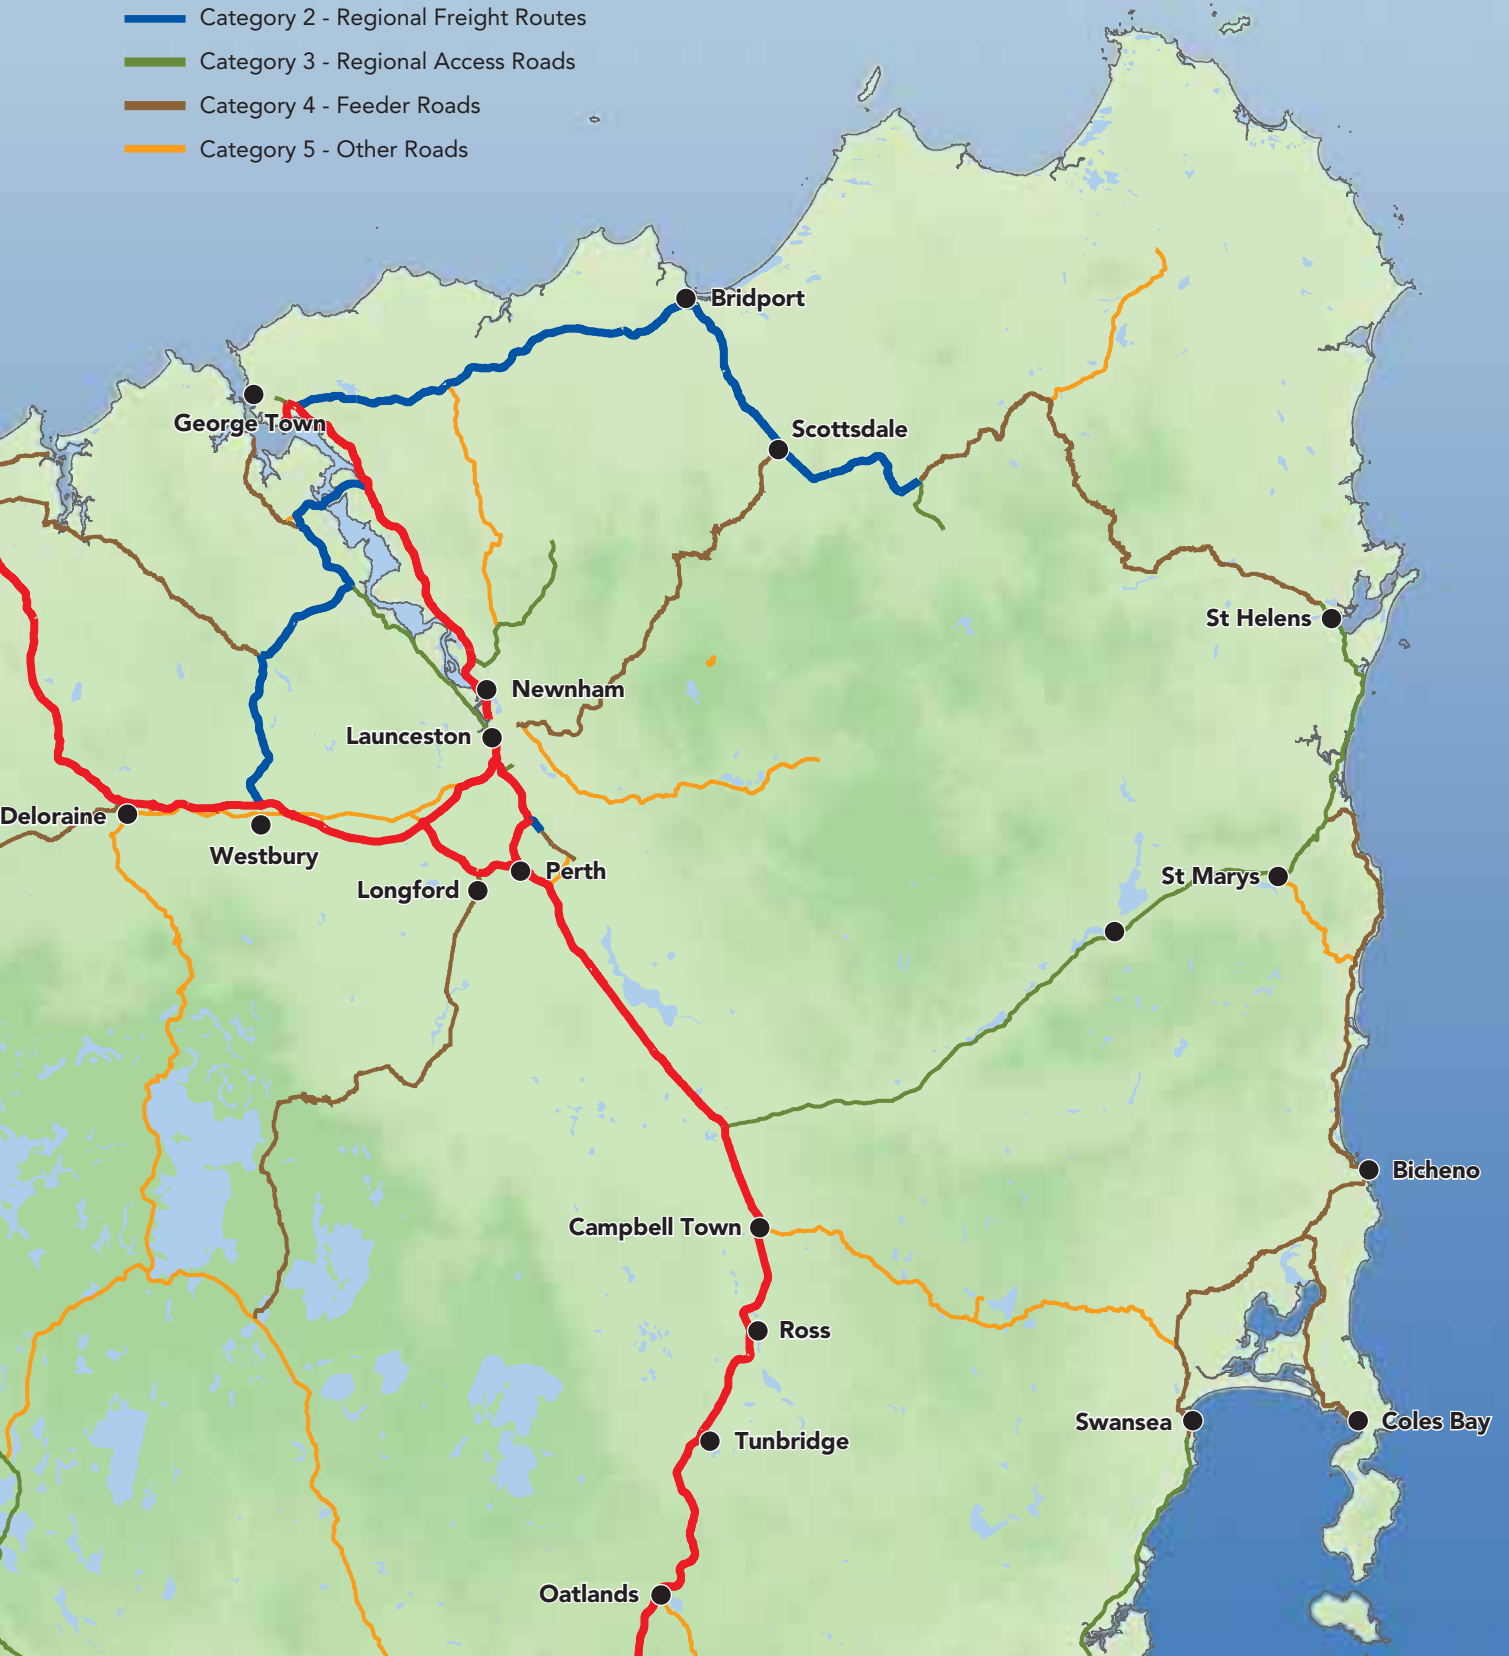 Category 2 - Regional Freight Routes
Category 3 - Regional Access Roads
Category 4 - Feeder Roads
Category 5 - Other Roads
Bridport
George Town
Scottsdale
St Helens
Newnham
Launceston
Deloraine
Westbury
Perth
Longford
St Marys
Bicheno
Campbell Town
Ross
Swansea
Coles Bay
Tunbridge
Oatlands